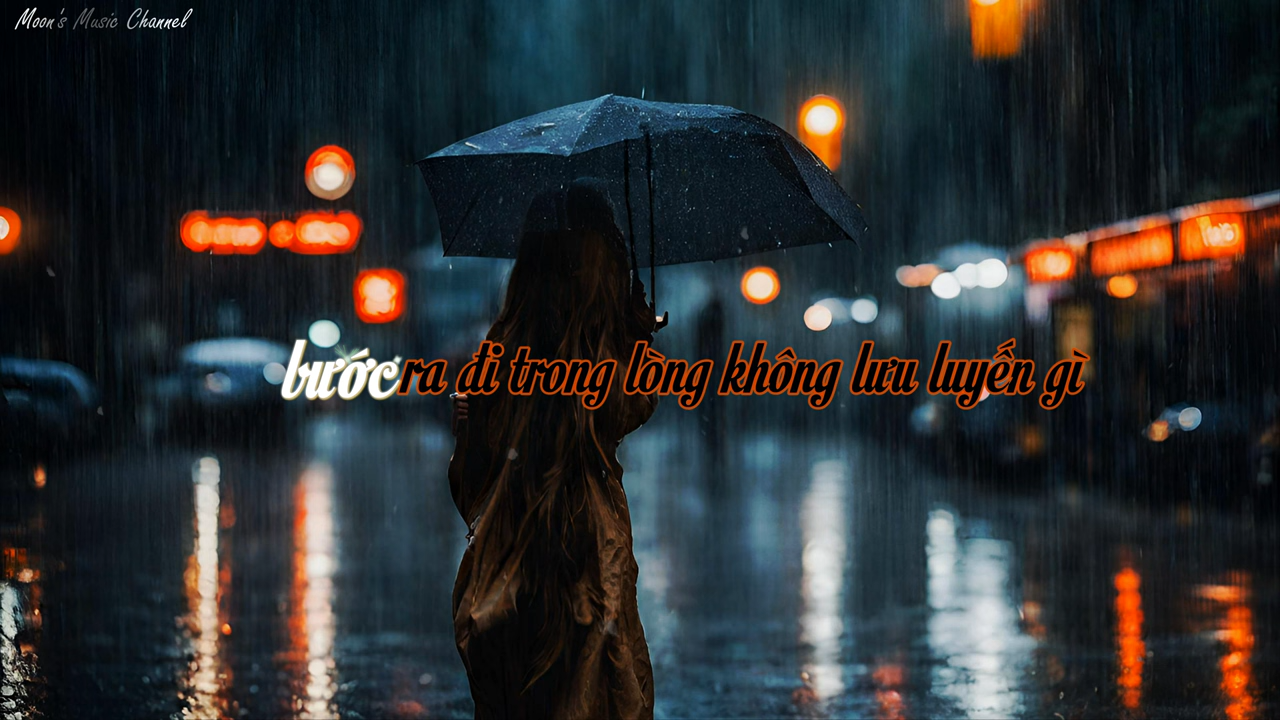 Moon's Music Channel
bước ra đi trong lòng không lưu luyến gì